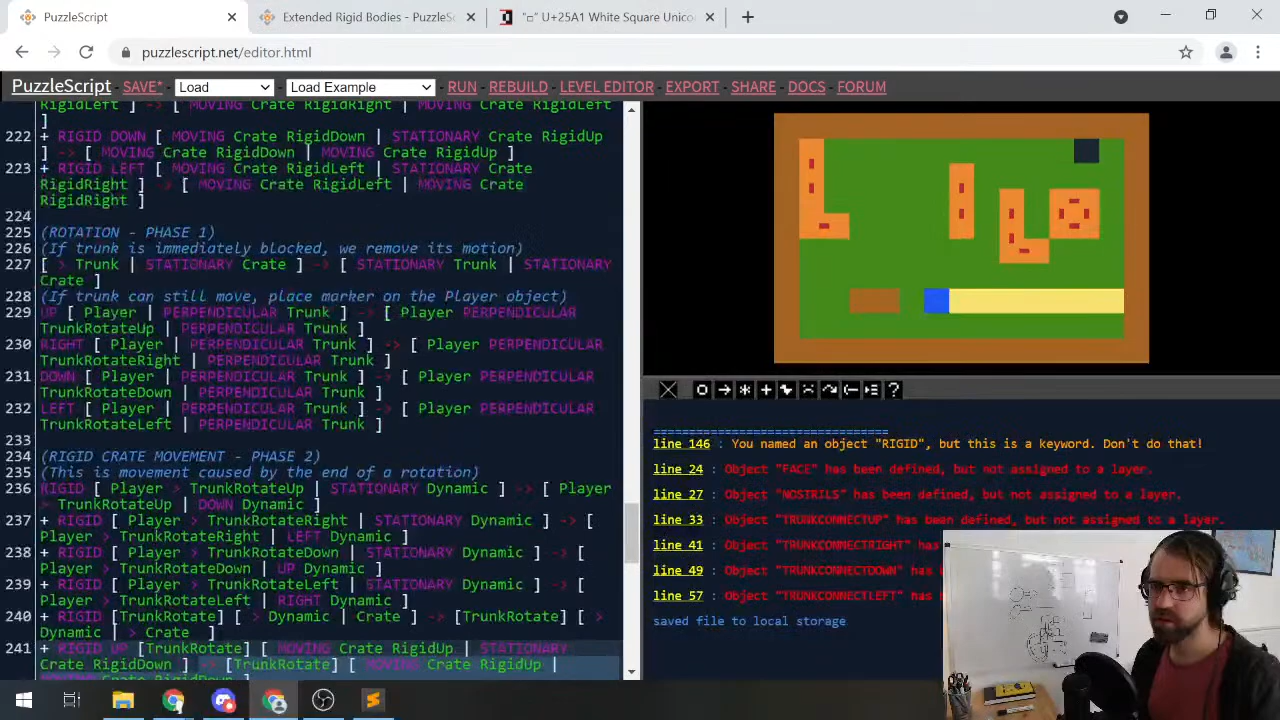 PuzzleScript
Extended Rigid Bodies - PuzzleSc
"□" U+25A1 White Square Unico
puzzlescript.net/editor.html
PuzzleScript SAVE* - Load Load Example - RUN - REBUILD - LEVEL EDITOR - EXPORT - SHARE - DOCS - FORUM
RigidLeft ] -> [ MOVING Crate RigidRight | MOVING Crate RigidLeft
]
222 + RIGID DOWN [ MOVING Crate RigidDown | STATIONARY Crate RigidUp
] -> [ MOVING Crate RigidDown | MOVING Crate RigidUp ]
223 + RIGID LEFT [ MOVING Crate RigidLeft | STATIONARY Crate
RigidRight ] -> [ MOVING Crate RigidLeft | MOVING Crate
RigidRight ]
224
225 (ROTATION - PHASE 1)
226 (If trunk is immediately blocked, we remove its motion)
227 [ > Trunk | STATIONARY Crate ] -> [ STATIONARY Trunk | STATIONARY
Crate ]
228 (If trunk can still move, place marker on the Player object)
229 UP [ Player | PERPENDICULAR Trunk ] -> [ Player PERPENDICULAR
TrunkRotateUp | PERPENDICULAR Trunk ]
230 RIGHT [ Player | PERPENDICULAR Trunk ] -> [ Player PERPENDICULAR
TrunkRotateRight | PERPENDICULAR Trunk ]
231 DOWN [ Player | PERPENDICULAR Trunk ] -> [ Player PERPENDICULAR
TrunkRotateDown | PERPENDICULAR Trunk ]
232 LEFT [ Player | PERPENDICULAR Trunk ] -> [ Player PERPENDICULAR
TrunkRotateLeft | PERPENDICULAR Trunk ]
233
234 (RIGID CRATE MOVEMENT - PHASE 2)
235 (This is movement caused by the end of a rotation)
236 RIGID [ Player > TrunkRotateUp | STATIONARY Dynamic ] -> [ Player
> TrunkRotateUp | DOWN Dynamic ]
237 + RIGID [ Player > TrunkRotateRight | STATIONARY Dynamic ] -> [
Player > TrunkRotateRight | LEFT Dynamic ]
238 + RIGID [ Player > TrunkRotateDown | STATIONARY Dynamic ] -> [
Player > TrunkRotateDown | UP Dynamic ]
239 + RIGID [ Player > TrunkRotateLeft | STATIONARY Dynamic ] -> [
Player > TrunkRotateLeft | RIGHT Dynamic ]
240 + RIGID [TrunkRotate] [ > Dynamic | Crate ] -> [TrunkRotate] [ >
Dynamic | > Crate ]
241 + RIGID UP [TrunkRotate] [ MOVING Crate RigidUp | STATIONARY
Crate RigidDown ] -> [TrunkRotate] [ MOVING Crate RigidUp |
MOVING Crate RigidDown ]
=================================
line 146 : You named an object "RIGID", but this is a keyword. Don't do that!
line 24 : Object "FACE" has been defined, but not assigned to a layer.
line 27 : Object "NOSTRILS" has been defined, but not assigned to a layer.
line 33 : Object "TRUNKCONNECTUP" has been defined, but not assigned to a layer.
line 41 : Object "TRUNKCONNECTRIGHT" has
line 49 : Object "TRUNKCONNECTDOWN" has
line 57 : Object "TRUNKCONNECTLEFT" has
saved file to local storage